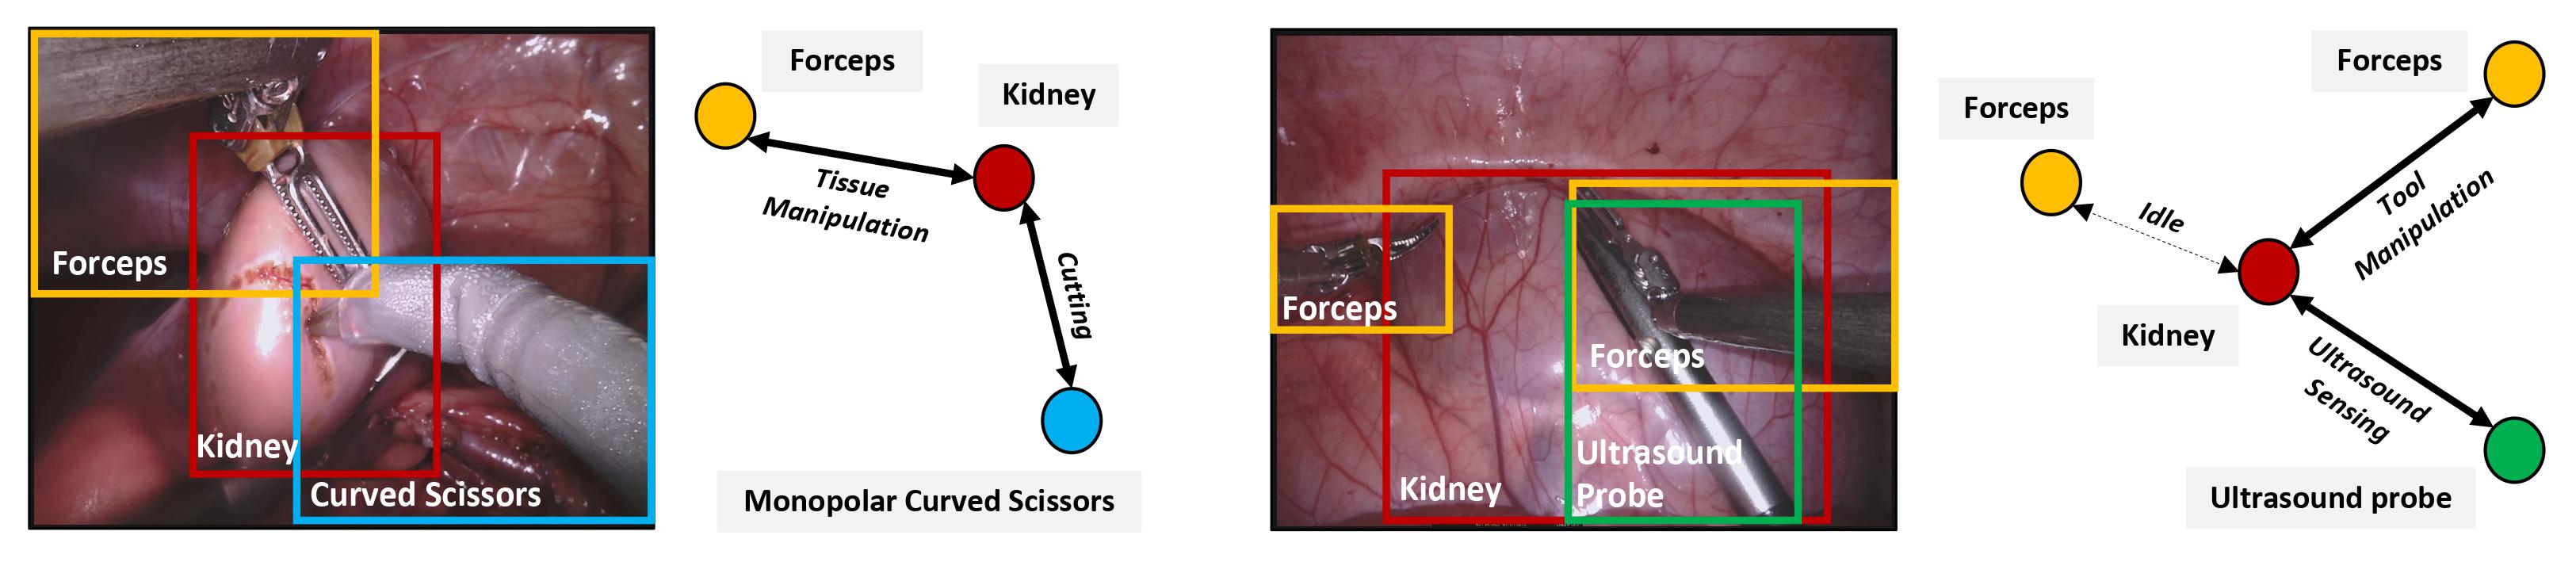 Forceps
Kidney
Curved Scissors
Forceps
Kidney
Tissue
Manipulation
Cutting
Monopolar Curved Scissors
Forceps
Forceps
Ultrasound
Probe
Kidney
Forceps
Forceps
Idle
Tool
Manipulation
Kidney
Ultrasound
Sensing
Ultrasound probe